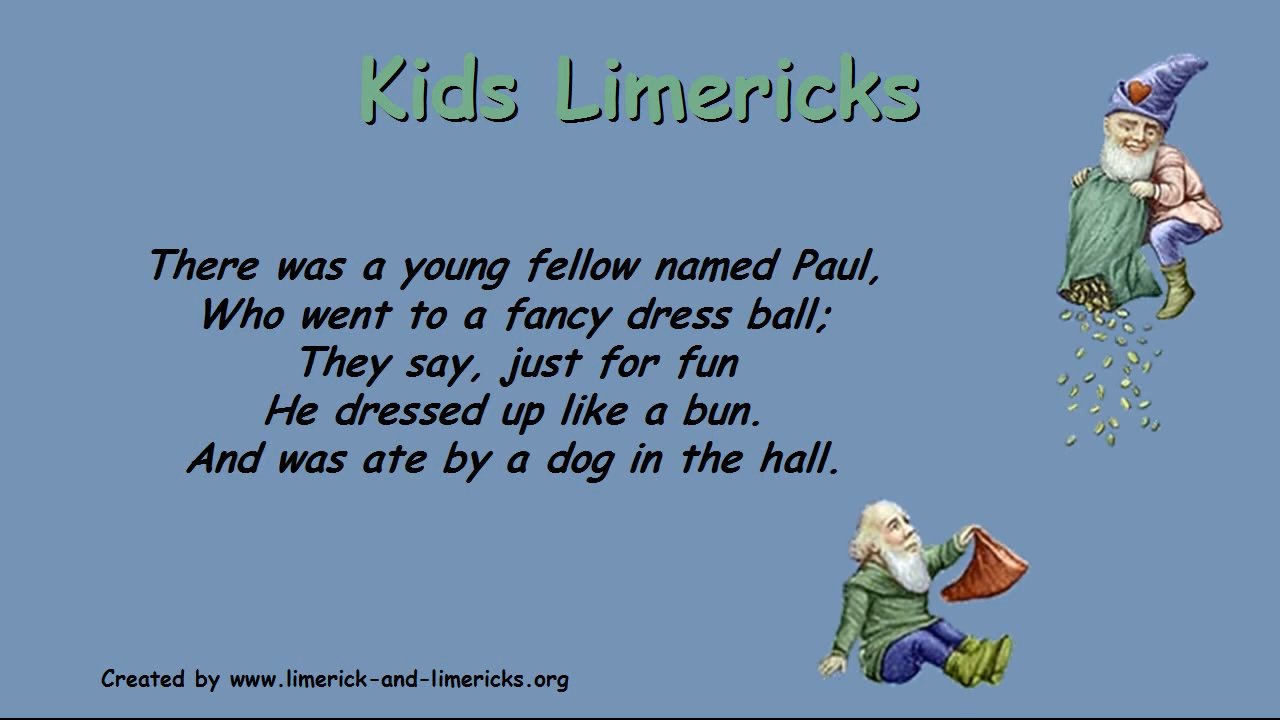 Kids Limericks
There was a young fellow named Paul,
Who went to a fancy dress ball;
They say, just for fun
He dressed up like a bun.
And was ate by a dog in the hall.
Created by www.limerick-and-limericks.org